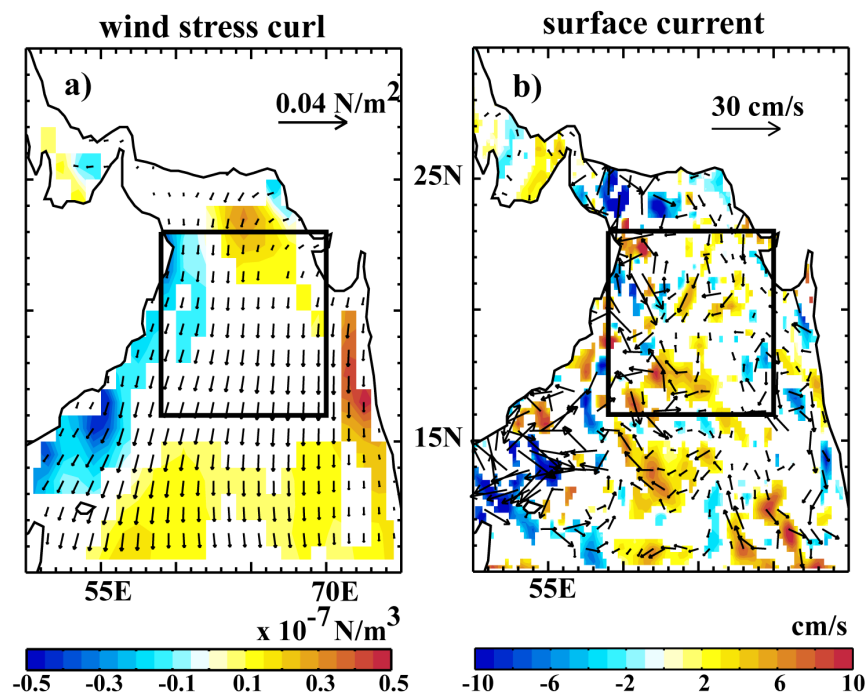 wind stress curl
surface current
a)
0.04 N/m²
b)
30 cm/s
25N
15N
55E
70E
55E
x 10⁻⁷ N/m³
cm/s
-0.5 -0.3 -0.1 0.1 0.3 0.5
-10 -6 -2 2 6 10